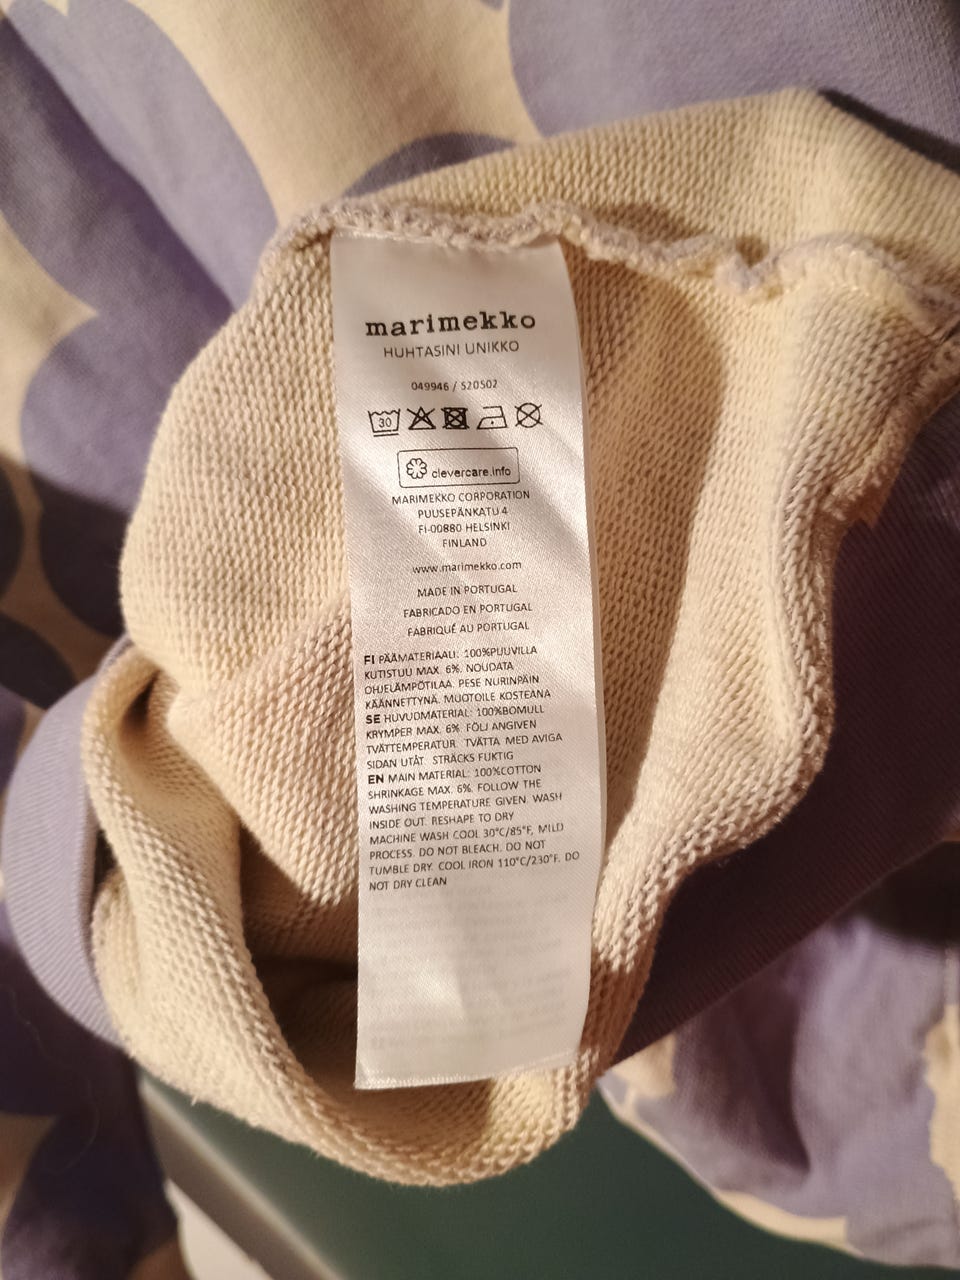 marimekko
HUHTASINI UNIKKO
049946 / S20502
30
clevercare.info
MARIMEKKO CORPORATION
PUUSEPÄNKATU 4
FI-00880 HELSINKI
FINLAND
www.marimekko.com
MADE IN PORTUGAL
FABRICADO EN PORTUGAL
FABRIQUÉ AU PORTUGAL
FI PÄÄMATERIAALI: 100%PUUVILLA
KUTISTUU MAX. 6%. NOUDATA
OHJELÄMPÖTILAA. PESE NURINPÄIN
KÄÄNNETTYNÄ. MUOTOILE KOSTEANA
SE HUVUDMATERIAL: 100%BOMULL
KRYMPER MAX. 6%. FÖLJ ANGIVEN
TVÄTTEMPERATUR. TVÄTTA MED AVIGA
SIDAN UTÅT. STRÄCKS FUKTIG
EN MAIN MATERIAL: 100%COTTON
SHRINKAGE MAX. 6%. FOLLOW THE
WASHING TEMPERATURE GIVEN. WASH
INSIDE OUT. RESHAPE TO DRY
MACHINE WASH COOL 30°C/85°F, MILD
PROCESS. DO NOT BLEACH. DO NOT
TUMBLE DRY. COOL IRON 110°C/230°F. DO
NOT DRY CLEAN